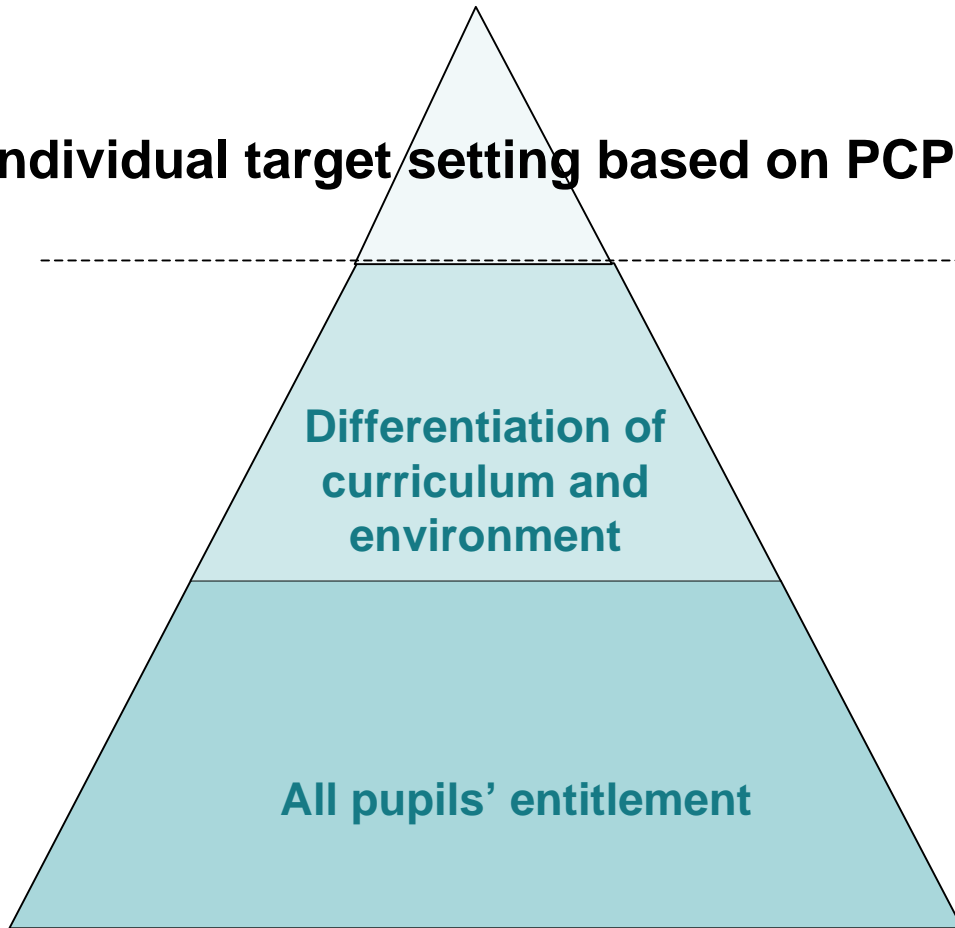 ndividual target setting based on PCP
Differentiation of
curriculum and
environment
All pupils’ entitlement